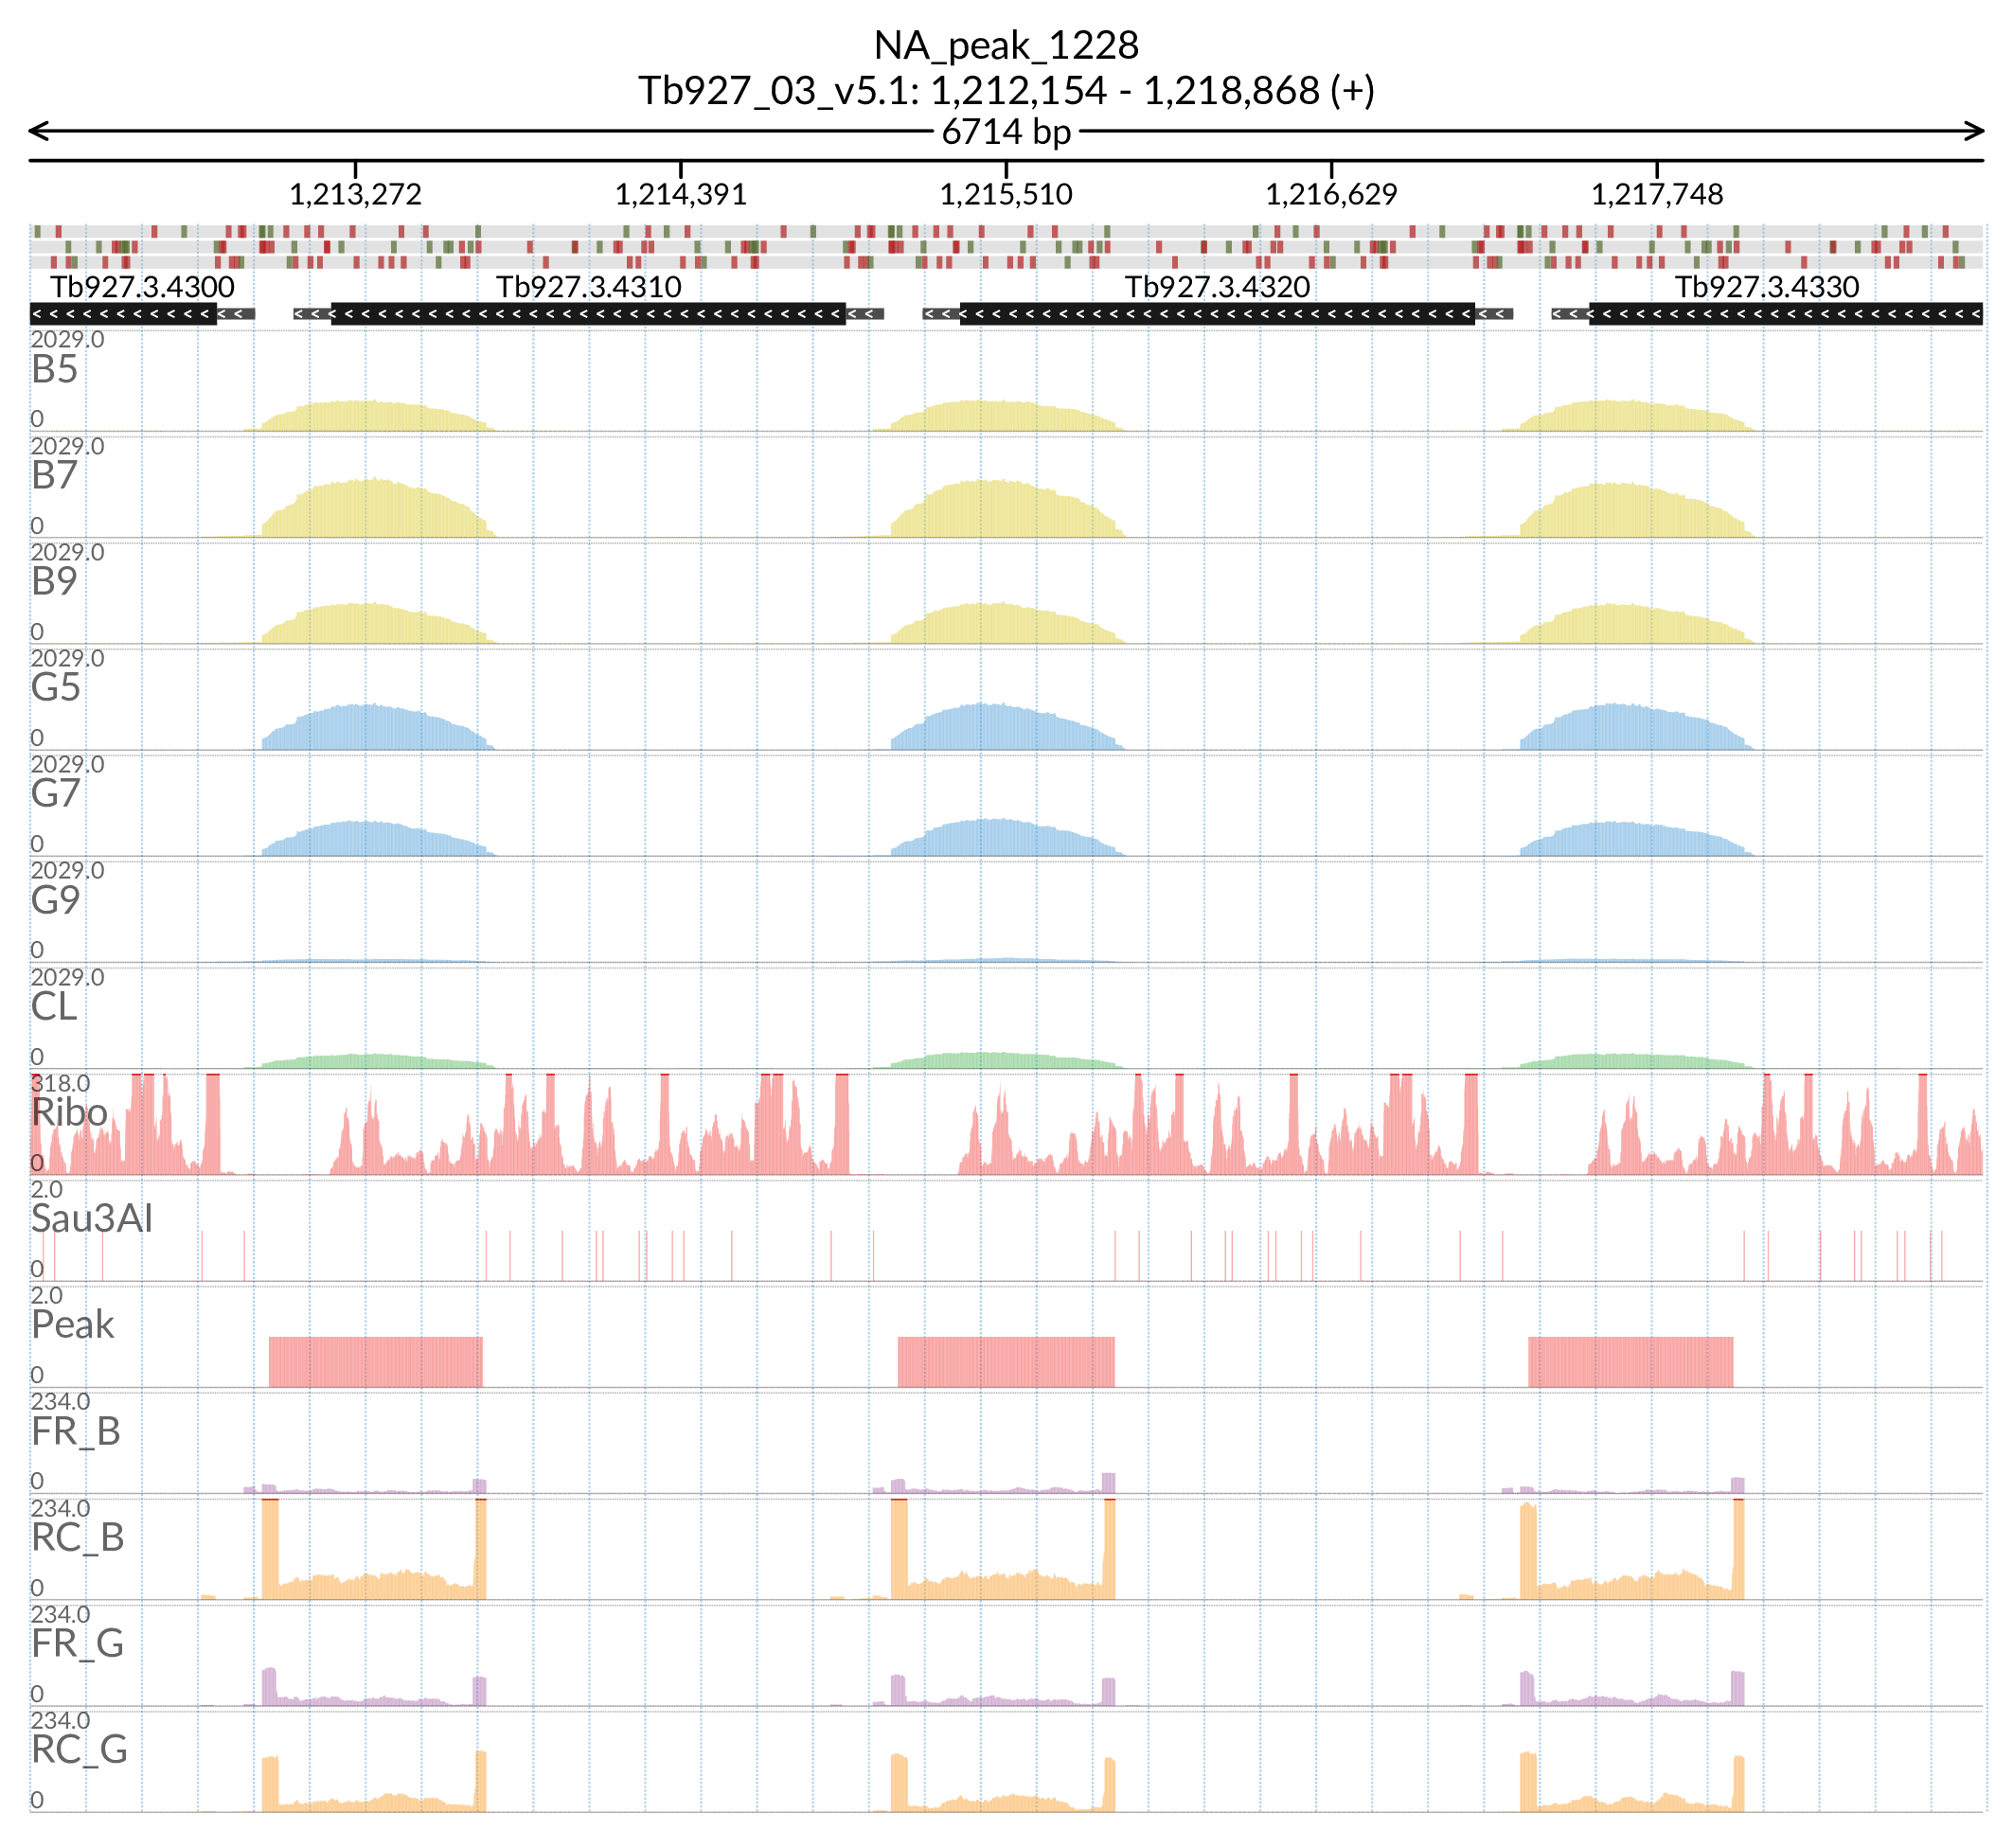 NA_peak_1228
Tb927_03_v5.1: 1,212,154 - 1,218,868 (+)
6714 bp
1,213,272 1,214,391 1,215,510 1,216,629 1,217,748
Tb927.3.4300 Tb927.3.4310 Tb927.3.4320 Tb927.3.4330
2029.0
B5
0
2029.0
B7
0
2029.0
B9
0
2029.0
G5
0
2029.0
G7
0
2029.0
G9
0
2029.0
CL
0
318.0
Ribo
0
2.0
Sau3AI
0
2.0
Peak
0
234.0
FR_B
0
234.0
RC_B
0
234.0
FR_G
0
234.0
RC_G
0